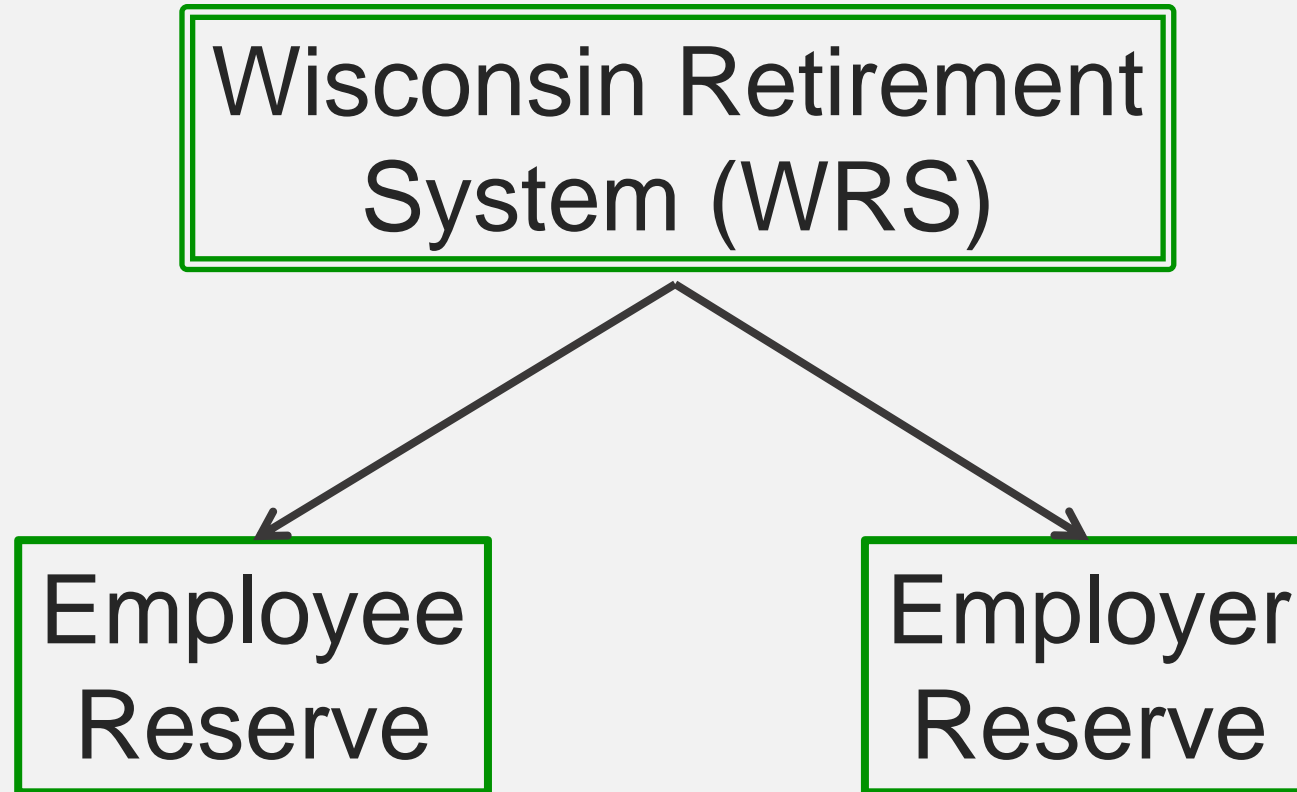 Wisconsin Retirement
System (WRS)
Employee
Reserve
Employer
Reserve